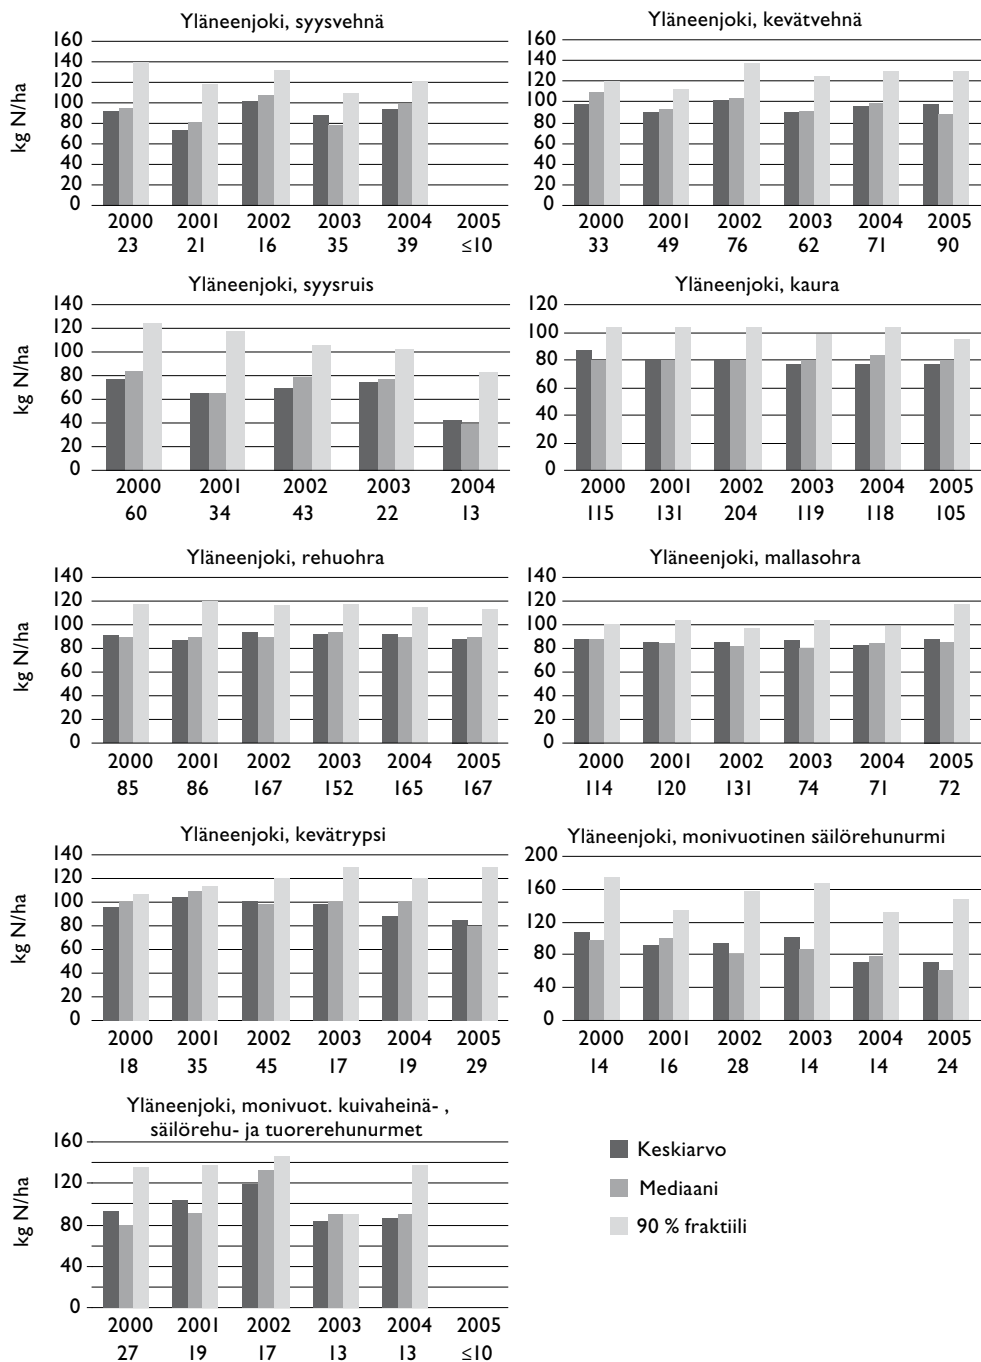 Yläneenjoki, syysvehnä
kg N/ha
160
140
120
100
80
60
40
20
0
2000 2001 2002 2003 2004 2005
23 21 16 35 39 ≤10
Yläneenjoki, kevätvehnä
160
140
120
100
80
60
40
20
0
2000 2001 2002 2003 2004 2005
33 49 76 62 71 90
Yläneenjoki, syysruis
kg N/ha
140
120
100
80
60
40
20
0
2000 2001 2002 2003 2004
60 34 43 22 13
Yläneenjoki, kaura
120
100
80
60
40
20
0
2000 2001 2002 2003 2004 2005
115 131 204 119 118 105
Yläneenjoki, rehuohra
kg N/ha
140
120
100
80
60
40
20
0
2000 2001 2002 2003 2004 2005
85 86 167 152 165 167
Yläneenjoki, mallasohra
140
120
100
80
60
40
20
0
2000 2001 2002 2003 2004 2005
114 120 131 74 71 72
Yläneenjoki, kevätrypsi
kg N/ha
140
120
100
80
60
40
20
0
2000 2001 2002 2003 2004 2005
18 35 45 17 19 29
Yläneenjoki, monivuotinen säilörehunurmi
200
160
120
80
40
0
2000 2001 2002 2003 2004 2005
14 16 28 14 14 24
Yläneenjoki, monivuot. kuivaheinä- ,
säilörehu- ja tuorerehunurmet
kg N/ha
160
120
80
40
0
2000 2001 2002 2003 2004 2005
27 19 17 13 13 ≤10
Keskiarvo
Mediaani
90 % fraktiili